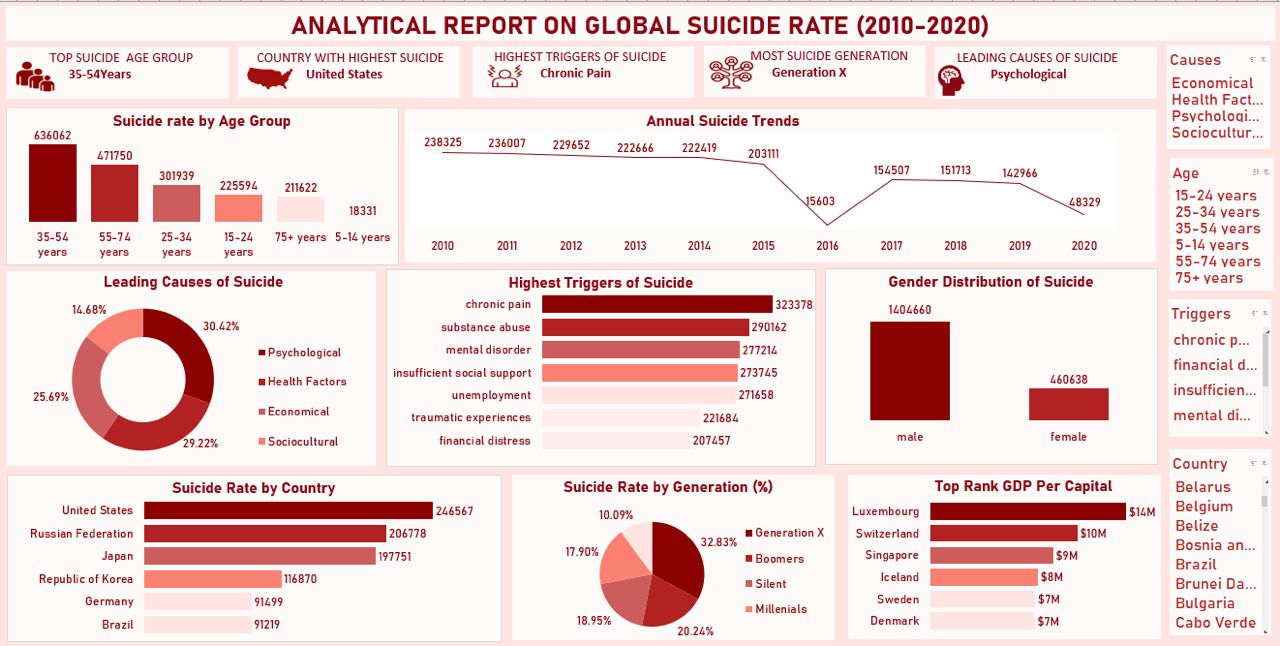 ANALYTICAL REPORT ON GLOBAL SUICIDE RATE (2010-2020)
TOP SUICIDE AGE GROUP
35-54Years
COUNTRY WITH HIGHEST SUICIDE
United States
HIGHEST TRIGGERS OF SUICIDE
Chronic Pain
MOST SUICIDE GENERATION
Generation X
LEADING CAUSES OF SUICIDE
Psychological
Causes
Economical
Health Fact...
Psychologi...
Sociocultur...
Suicide rate by Age Group
636062
471750
301939
225594
211622
18331
35-54 years
55-74 years
25-34 years
15-24 years
75+ years
5-14 years
Annual Suicide Trends
238325
236007
229652
222666
222419
203111
15603
154507
151713
142966
48329
2010
2011
2012
2013
2014
2015
2016
2017
2018
2019
2020
Age
15-24 years
25-34 years
35-54 years
5-14 years
55-74 years
75+ years
Leading Causes of Suicide
14.68%
30.42%
25.69%
29.22%
Psychological
Health Factors
Economical
Sociocultural
Highest Triggers of Suicide
chronic pain 323378
substance abuse 290162
mental disorder 277214
insufficient social support 273745
unemployment 271658
traumatic experiences 221684
financial distress 207457
Gender Distribution of Suicide
1404660
460638
male
female
Triggers
chronic p...
financial d...
insufficien...
mental di...
Suicide Rate by Country
United States 246567
Russian Federation 206778
Japan 197751
Republic of Korea 116870
Germany 91499
Brazil 91219
Suicide Rate by Generation (%)
10.09%
32.83%
17.90%
18.95%
20.24%
Generation X
Boomers
Silent
Millenials
Top Rank GDP Per Capital
Luxembourg $14M
Switzerland $10M
Singapore $9M
Iceland $8M
Sweden $7M
Denmark $7M
Country
Belarus
Belgium
Belize
Bosnia an...
Brazil
Brunei Da...
Bulgaria
Cabo Verde